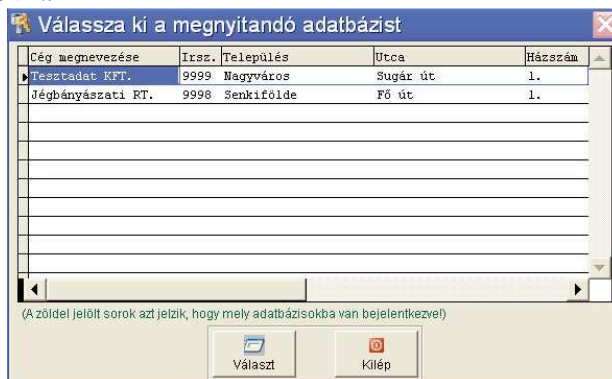 Válassza ki a megnyitandó adatbázist
Cég megnevezése Irsz. Település Utca Házszám
Tesztadat KFT. 9999 Nagyváros Sugár út 1.
Jégbányászati RT. 9998 Senkifölde Fő út 1.
(A zöldel jelölt sorok azt jelzik, hogy mely adatbázisokba van bejelentkezve!)
Választ Kilép